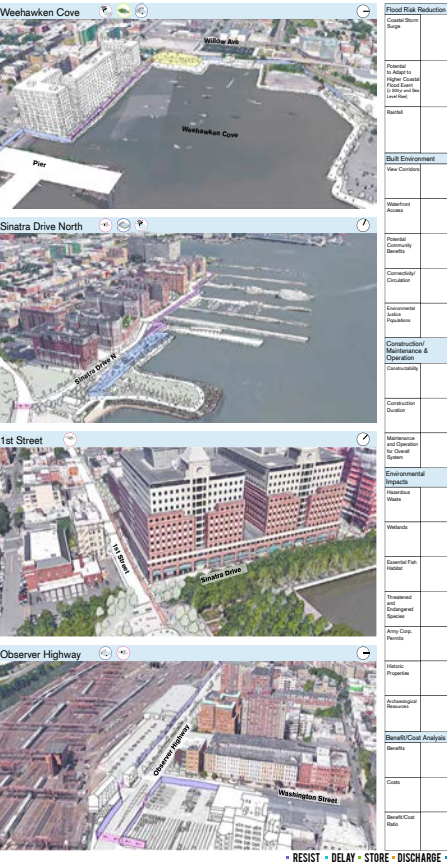 Weehawken Cove
Willow Ave
Weehawken Cove
Pier
Sinatra Drive North
Sinatra Drive N
1st Street
1st Street
Sinatra Drive
Observer Highway
Observer Highway
Washington Street
Flood Risk Reduction
Coastal Storm
Surge
Potential
to Adapt to
Higher Coastal
Flood Event
Level Rise)
Rainfall
Built Environment
View Corridors
Waterfront
Access
Potential
Community
Benefits
Connectivity/
Circulation
Environmental
Justice
Populations
Construction/
Maintenance &
Operation
Constructability
Construction
Duration
Maintenance
and Operation
for Overall
System
Environmental
Impacts
Hazardous
Waste
Wetlands
Essential Fish
Habitat
Threatened
and
Endangered
Species
Army Corp.
Permits
Historic
Properties
Archaeological
Resources
Benefit/Cost Analysis
Benefits
Costs
Benefit/Cost
Ratio
RESIST DELAY STORE DISCHARGE